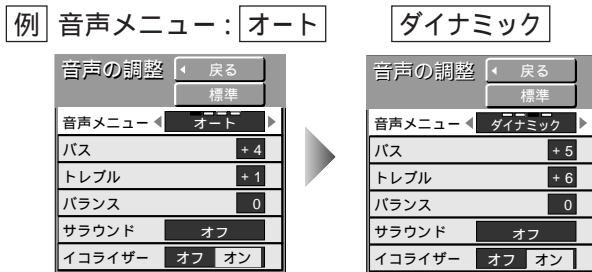 例 音声メニュー：オート ダイナミック
音声の調整 戻る
標準
音声メニュー オート
バス +4
トレブル +1
バランス 0
サラウンド オフ
イコライザー オフ オン
音声の調整 戻る
標準
音声メニュー ダイナミック
バス +5
トレブル +6
バランス 0
サラウンド オフ
イコライザー オフ オン